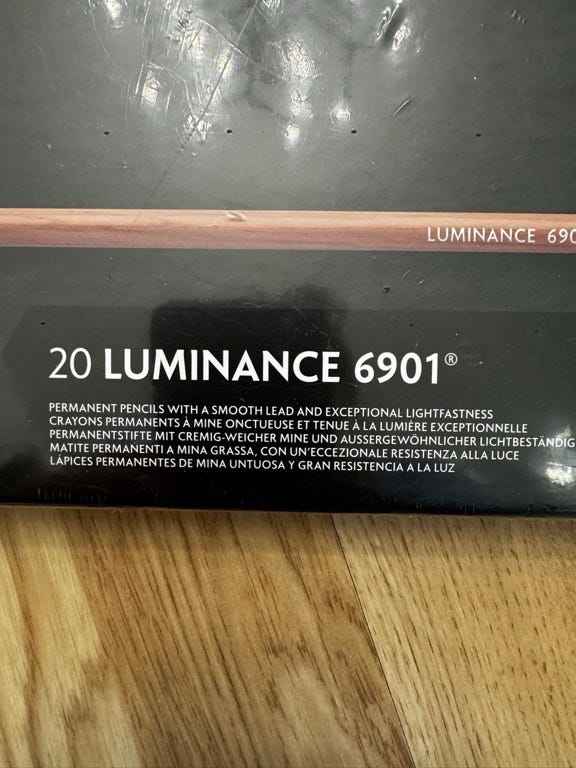 LUMINANCE 690
20 LUMINANCE 6901®
PERMANENT PENCILS WITH A SMOOTH LEAD AND EXCEPTIONAL LIGHTFASTNESS
CRAYONS PERMANENTS À MINE ONCTUEUSE ET TENUE À LA LUMIÈRE EXCEPTIONNELLE
PERMANENTSTIFTE MIT CREMIG-WEICHER MINE UND AUSSERGEWÖHNLICHER LICHTBESTÄNDIG
MATITE PERMANENTI A MINA GRASSA, CON UN'ECCEZIONALE RESISTENZA ALLA LUCE
LÁPICES PERMANENTES DE MINA UNTUOSA Y GRAN RESISTENCIA A LA LUZ